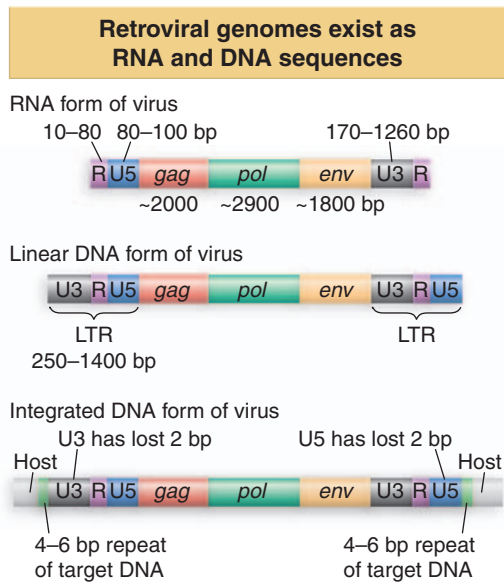 Retroviral genomes exist as
RNA and DNA sequences
RNA form of virus
10–80 80–100 bp 170–1260 bp
R U5 gag pol env U3 R
~2000 ~2900 ~1800 bp
Linear DNA form of virus
U3 R U5 gag pol env U3 R U5
LTR LTR
250–1400 bp
Integrated DNA form of virus
U3 has lost 2 bp U5 has lost 2 bp
Host Host
U3 R U5 gag pol env U3 R U5
4–6 bp repeat 4–6 bp repeat
of target DNA of target DNA